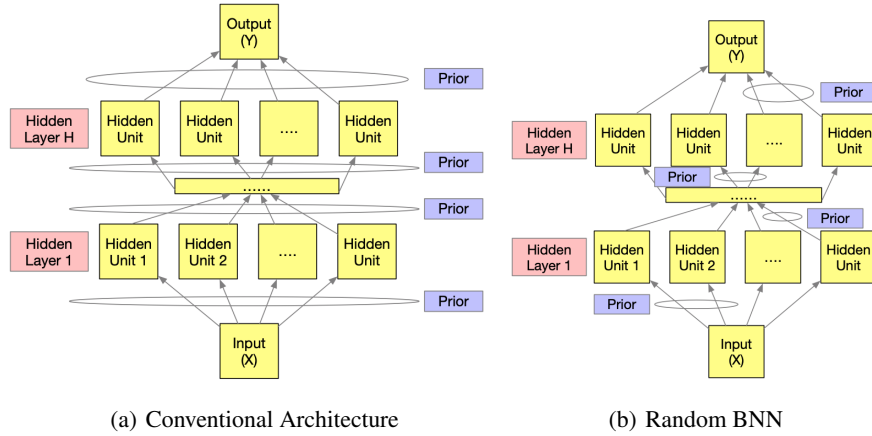 Output
(Y)
Prior
Hidden
Layer H
Hidden
Unit
Hidden
Unit
....
Hidden
Unit
Prior
......
Prior
Hidden
Layer 1
Hidden
Unit 1
Hidden
Unit 2
....
Hidden
Unit
Prior
Input
(X)
(a) Conventional Architecture
Output
(Y)
Prior
Hidden
Layer H
Hidden
Unit
Hidden
Unit
....
Hidden
Unit
Prior
......
Prior
Hidden
Layer 1
Hidden
Unit 1
Hidden
Unit 2
....
Hidden
Unit
Prior
Input
(X)
(b) Random BNN